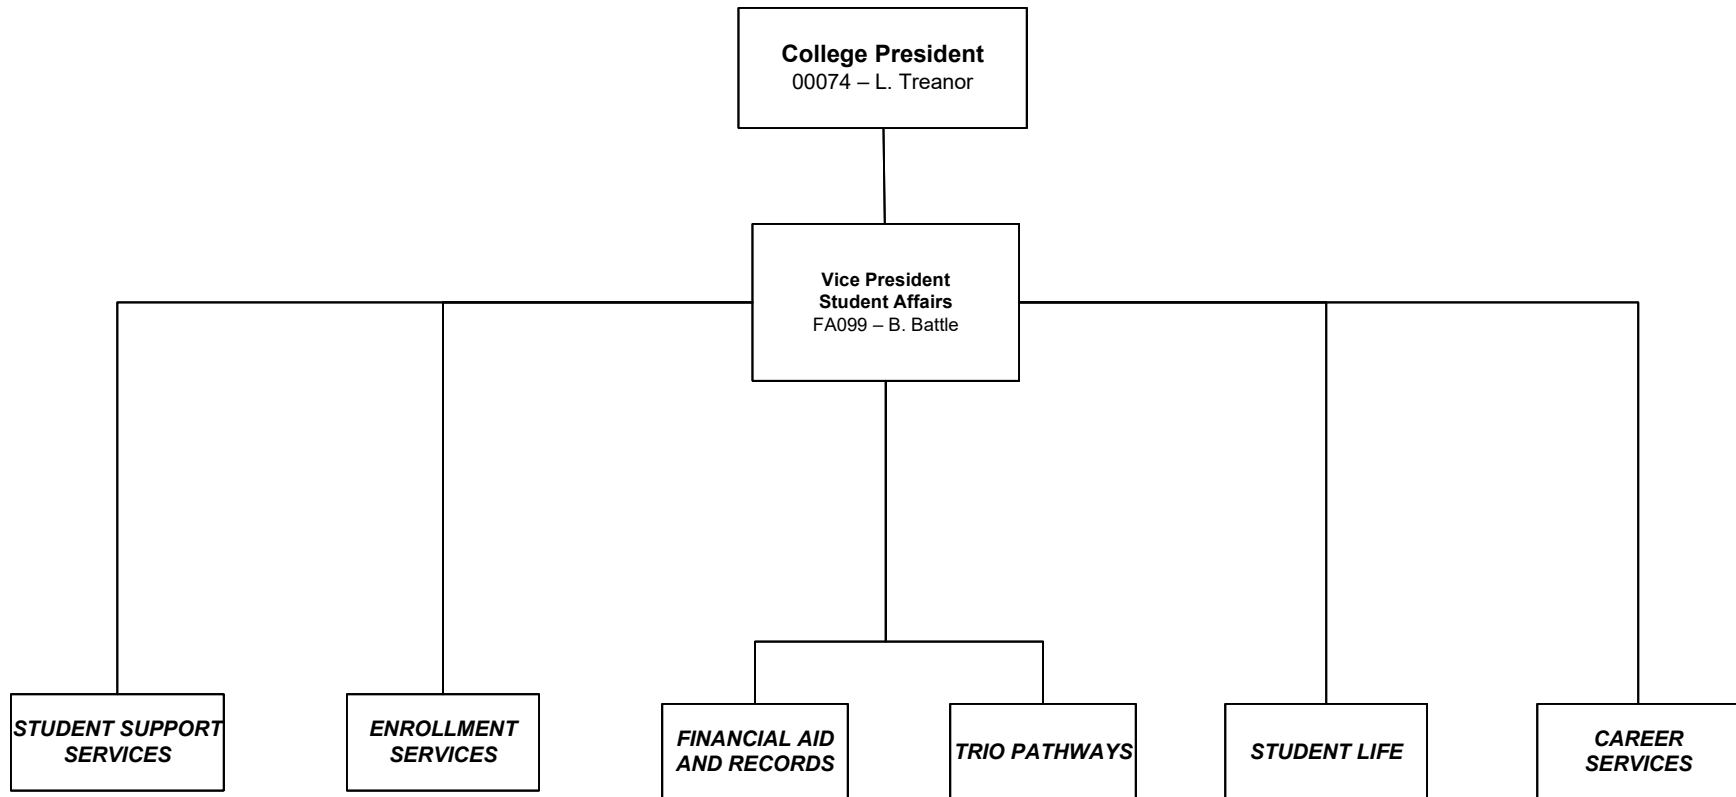 College President
00074 – L. Treanor
Vice President
Student Affairs
FA099 – B. Battle
STUDENT SUPPORT
SERVICES
ENROLLMENT
SERVICES
FINANCIAL AID
AND RECORDS
TRIO PATHWAYS
STUDENT LIFE
CAREER
SERVICES